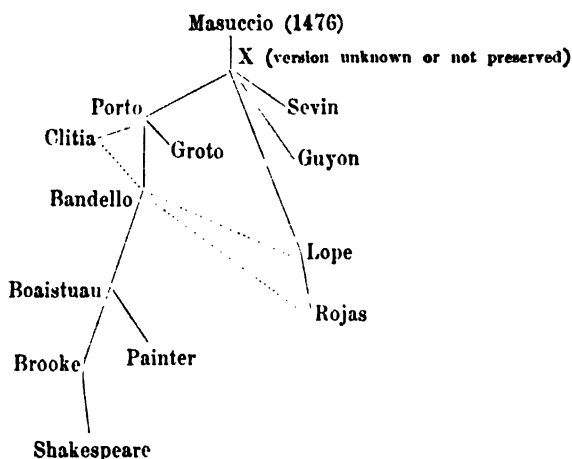 Masuccio (1476)
X (version unknown or not preserved)
Porto
Sevin
Clitia
Groto
Guyon
Bandello
Lope
Boaistuau
Rojas
Brooke
Painter
Shakespeare